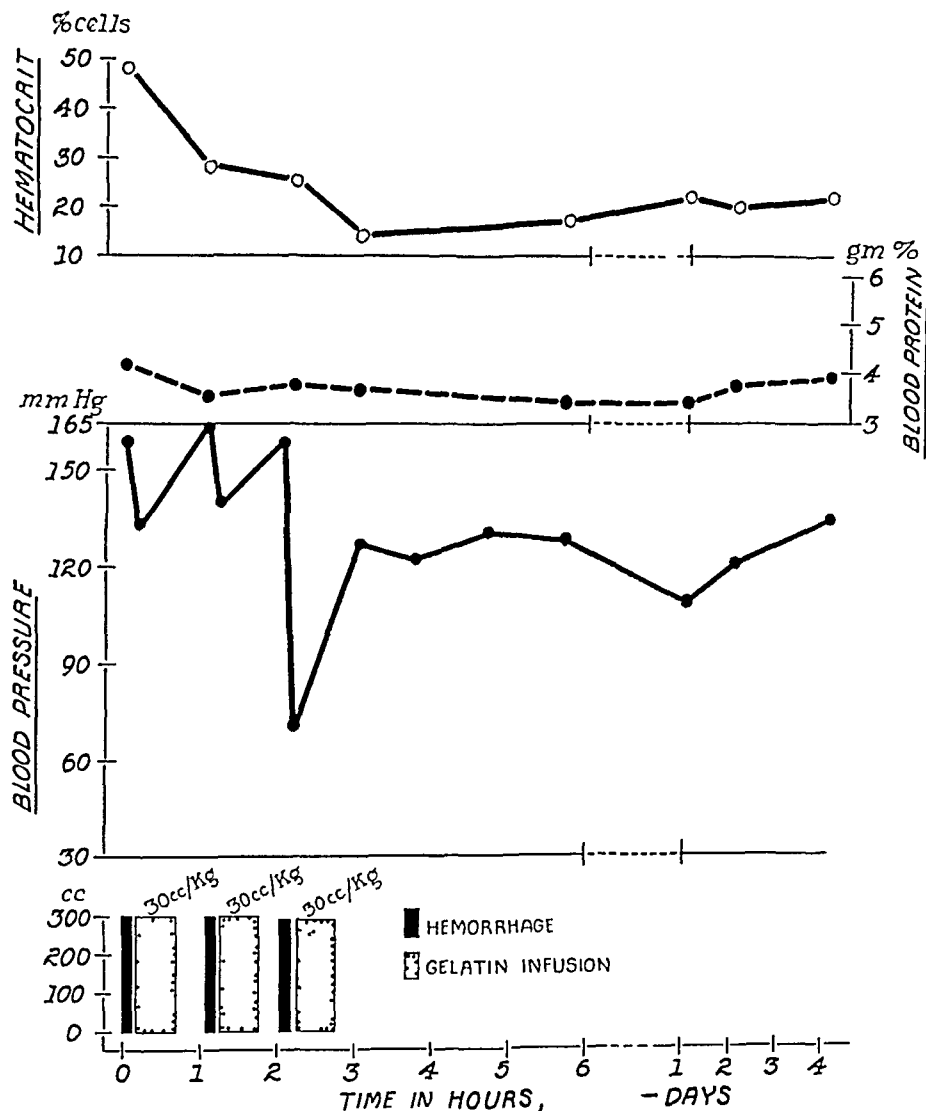 %cells
HEMATOCRIT
50
40
30
20
10
gm %
6
5
4
3
BLOOD PROTEIN
mm Hg
165
150
120
90
60
30
BLOOD PRESSURE
cc
300
200
100
0
30cc/Kg 30cc/Kg 30cc/Kg
HEMORRHAGE
GELATIN INFUSION
0 1 2 3 4 5 6 1 2 3 4
TIME IN HOURS, -DAYS